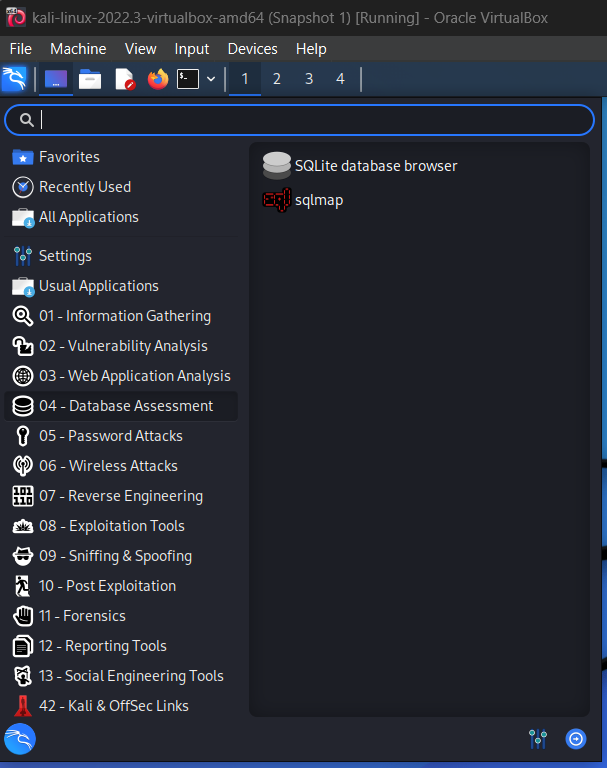 kali-linux-2022.3-virtualbox-amd64 (Snapshot 1) [Running] - Oracle VirtualBox
File Machine View Input Devices Help
1 2 3 4
Favorites
Recently Used
All Applications
Settings
Usual Applications
01 - Information Gathering
02 - Vulnerability Analysis
03 - Web Application Analysis
04 - Database Assessment
05 - Password Attacks
06 - Wireless Attacks
07 - Reverse Engineering
08 - Exploitation Tools
09 - Sniffing & Spoofing
10 - Post Exploitation
11 - Forensics
12 - Reporting Tools
13 - Social Engineering Tools
42 - Kali & OffSec Links
SQLite database browser
sqlmap